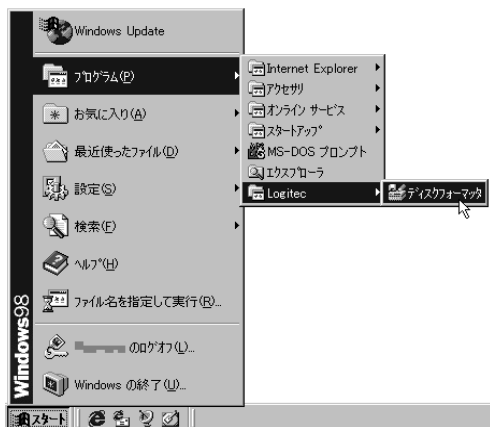 Windows Update
プログラム(P)
お気に入り(A)
最近使ったファイル(D)
設定(S)
検索(F)
ヘルプ(H)
ファイル名を指定して実行(R)...
のログオフ(L)...
Windows の終了(U)...
Windows98
スタート
Internet Explorer
アクセサリ
オンライン サービス
スタートアップ
MS-DOS プロンプト
エクスプローラ
Logitec
ディスクフォーマッタ